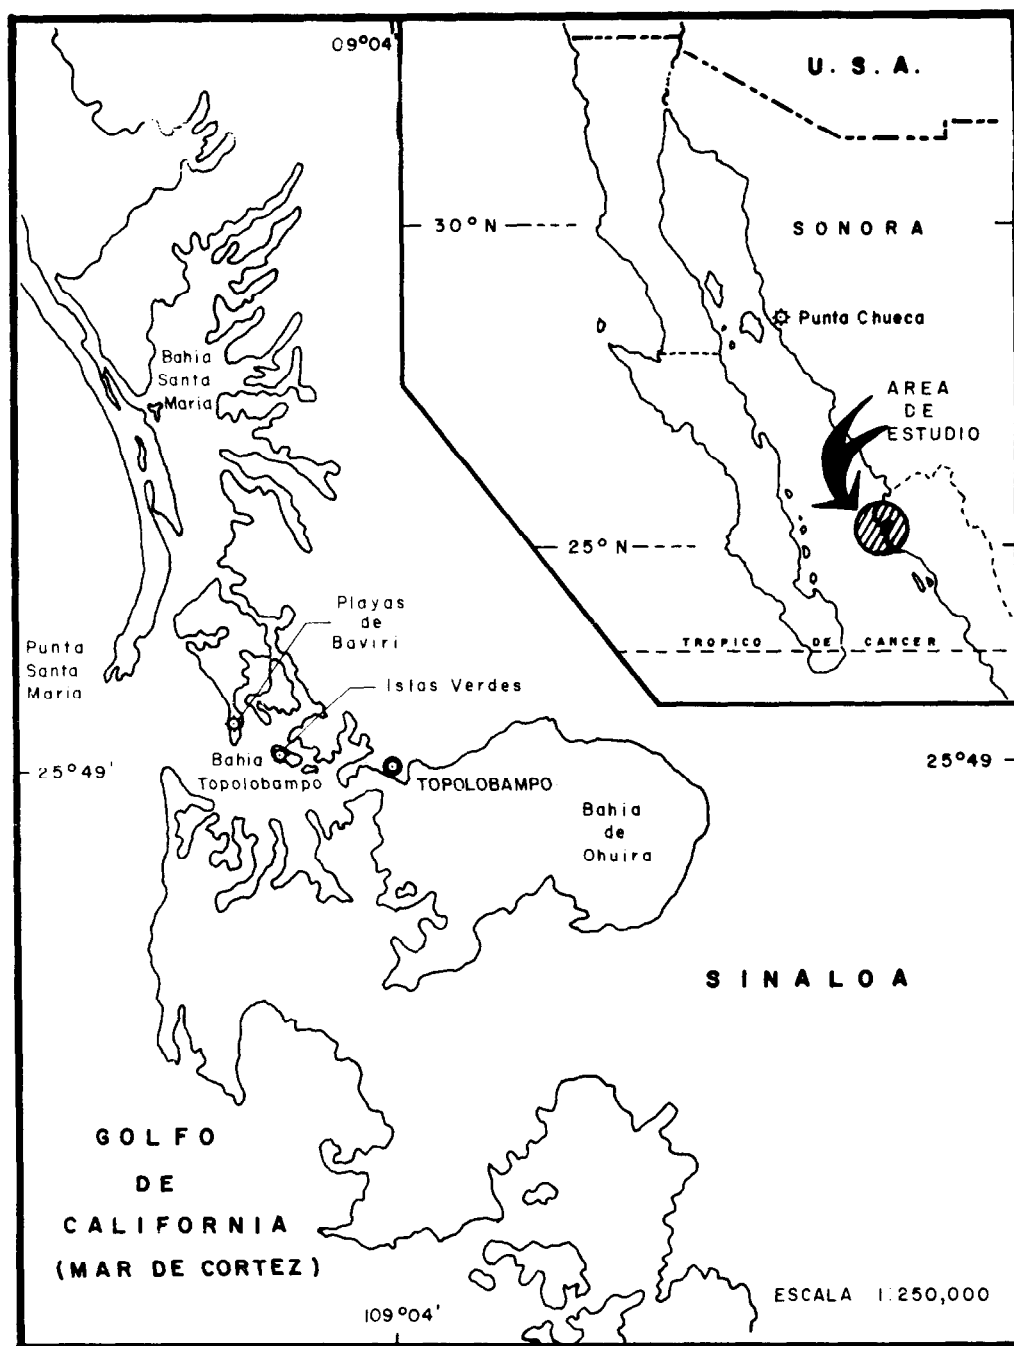 09°04'
U. S. A.
30° N
SONORA
Punta Chueca
AREA
DE
ESTUDIO
25° N
TROPICO DE CANCER
Bahia
Santa
Maria
Playas
de
Baviri
Punta
Santa
Maria
Islas Verdes
Bahia
Topolobampo
25°49'
TOPOLOBAMPO
25°49
Bahia
de
Ohuira
SINALOA
GOLFO
DE
CALIFORNIA
(MAR DE CORTEZ)
109°04'
ESCALA 1:250,000